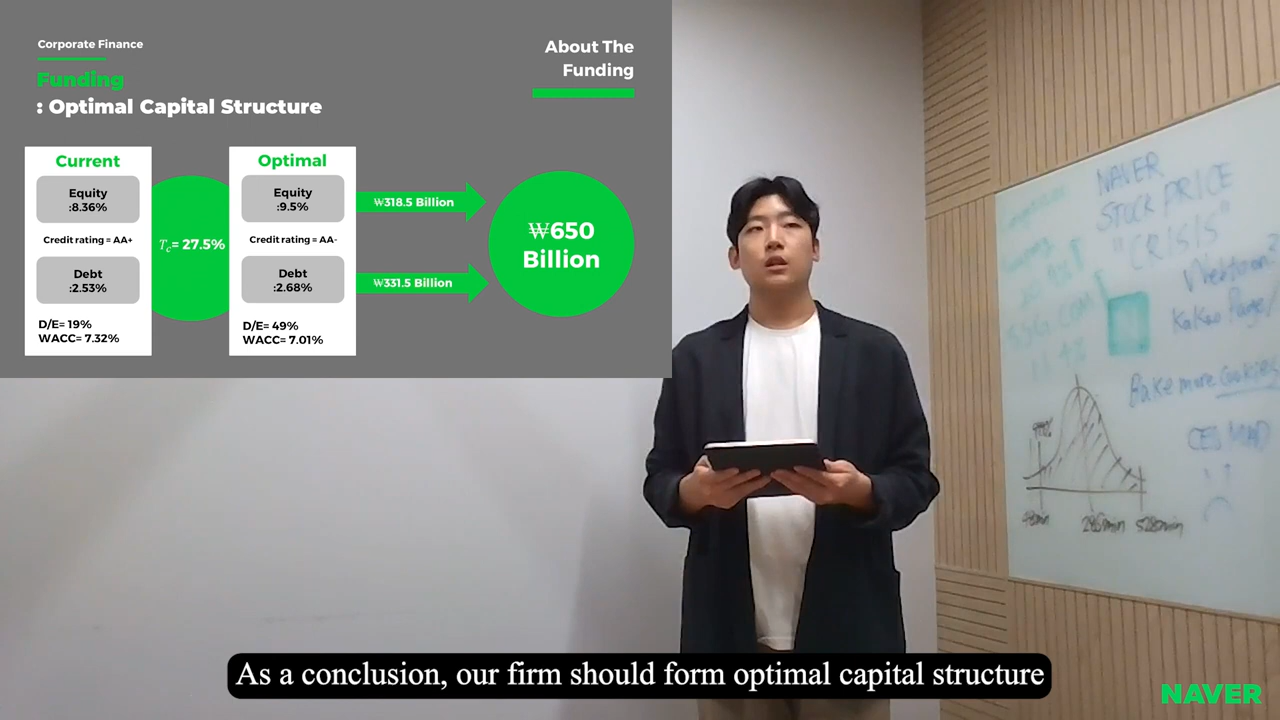 Corporate Finance
Funding
: Optimal Capital Structure
About The
Funding
Current
Equity
:8.36%
Credit rating = AA+
Debt
:2.53%
D/E= 19%
WACC= 7.32%
T꜀= 27.5%
Optimal
Equity
:9.5%
Credit rating = AA-
Debt
:2.68%
D/E= 49%
WACC= 7.01%
₩318.5 Billion
₩331.5 Billion
₩650
Billion
NAVER
STOCK PRICE
"CRISIS"
Webtoon?
KaKao Page/
Bake more cookies
As a conclusion, our firm should form optimal capital structure
NAVER